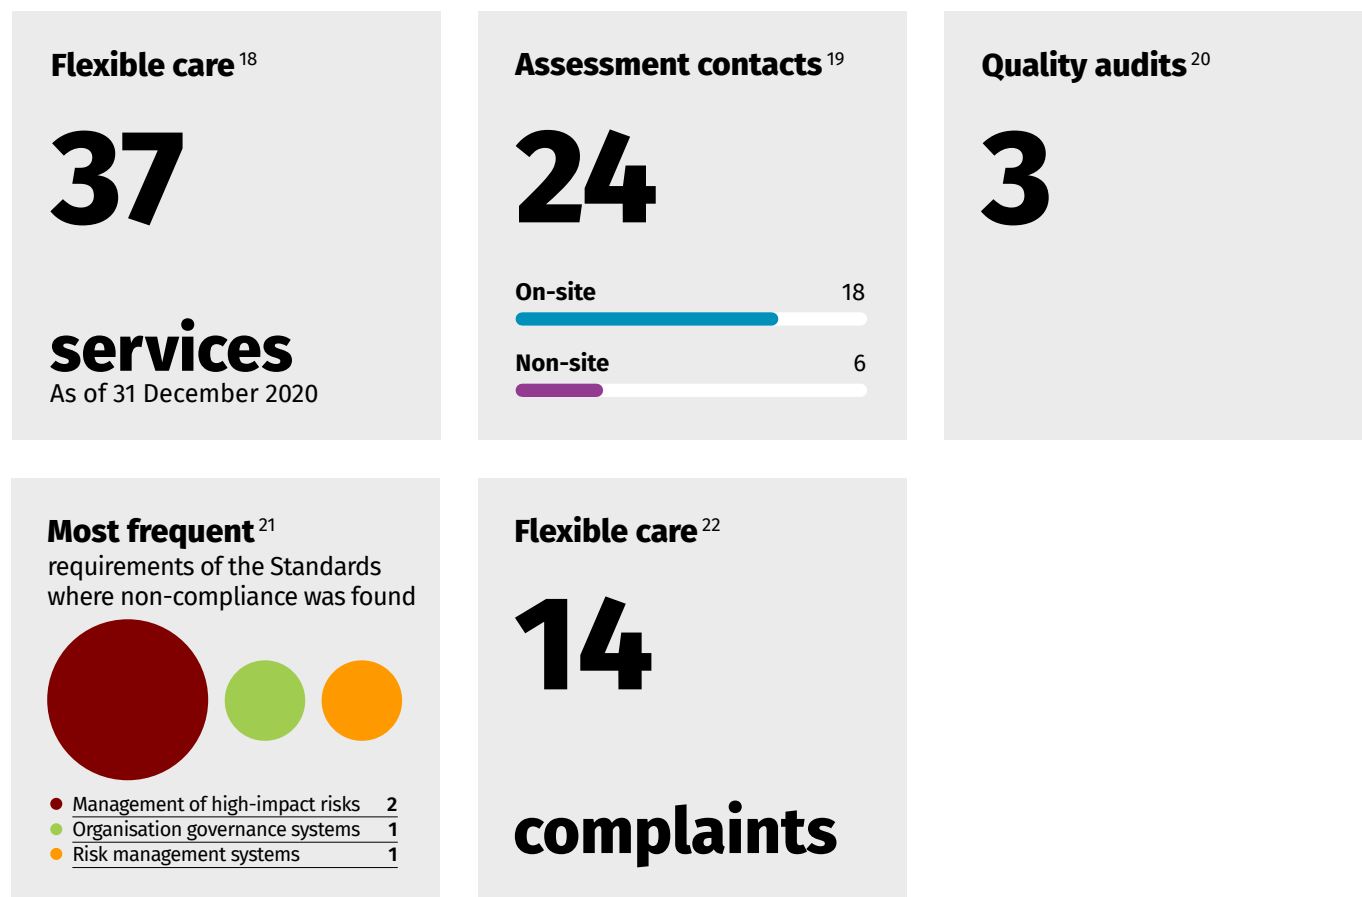 Flexible care 18
37
services
As of 31 December 2020
Assessment contacts 19
24
On-site 18
Non-site 6
Quality audits 20
3
Most frequent 21
requirements of the Standards
where non-compliance was found
Management of high-impact risks 2
Organisation governance systems 1
Risk management systems 1
Flexible care 22
14
complaints